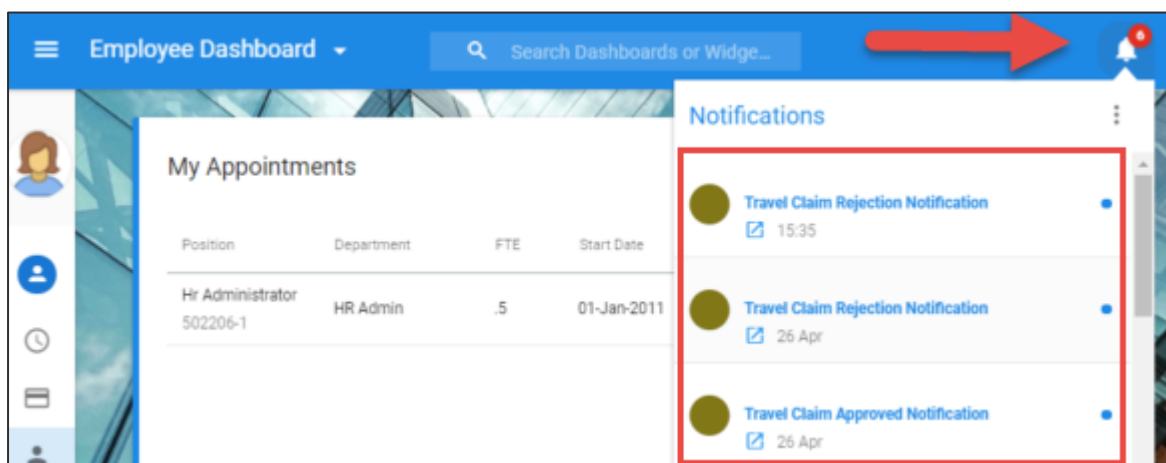 Employee Dashboard
Search Dashboards or Widge...
6
Notifications
My Appointments
Position Department FTE Start Date
Hr Administrator
502206-1
HR Admin .5 01-Jan-2011
Travel Claim Rejection Notification
15:35
Travel Claim Rejection Notification
26 Apr
Travel Claim Approved Notification
26 Apr